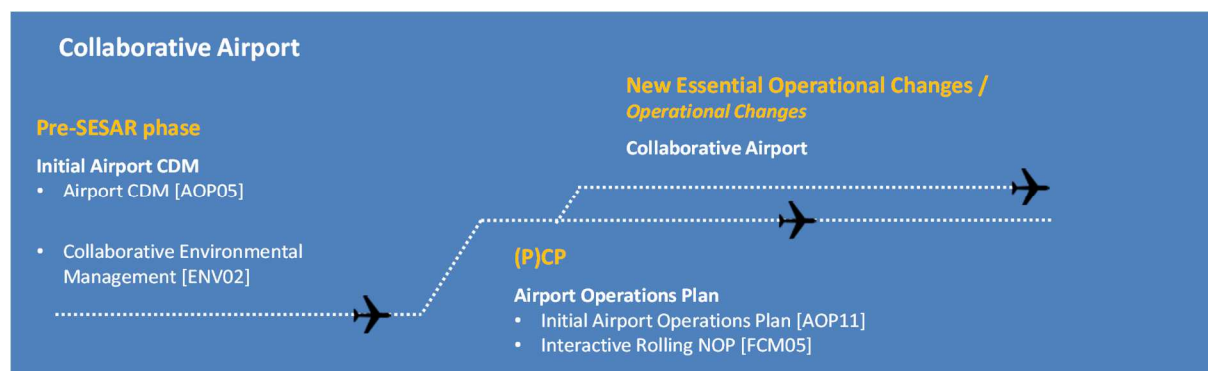 Collaborative Airport
Pre-SESAR phase
Initial Airport CDM
• Airport CDM [AOP05]
• Collaborative Environmental
Management [ENV02]
(P)CP
Airport Operations Plan
• Initial Airport Operations Plan [AOP11]
• Interactive Rolling NOP [FCM05]
New Essential Operational Changes /
Operational Changes
Collaborative Airport